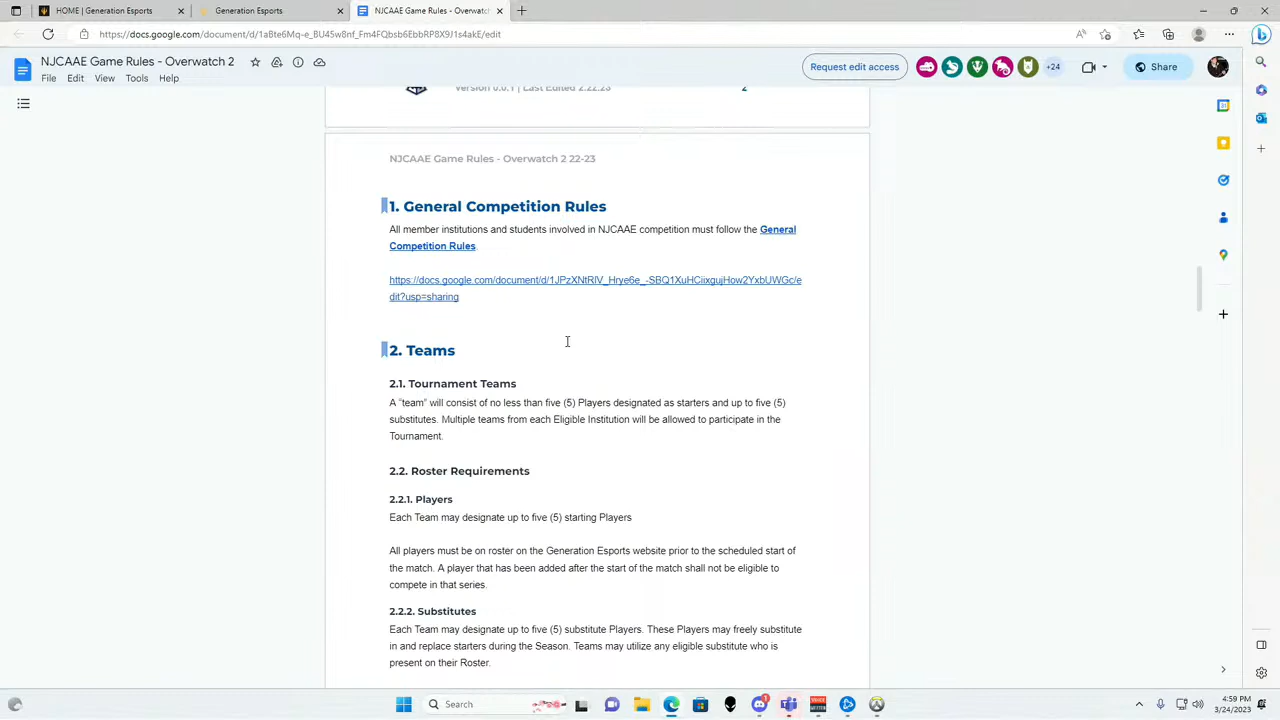 HOME | Generation Esports
Generation Esports
NJCAAE Game Rules - Overwatch 2
https://docs.google.com/document/d/1aBte6Mq-e_BU45w8nf_Fm4FQbsb6EbbRP8X9J1s4akE/edit
NJCAAE Game Rules - Overwatch 2
File Edit View Tools Help
Request edit access
+24
Share
Version 0.0.1 | Last Edited 2.22.23 2
NJCAAE Game Rules - Overwatch 2 22-23
1. General Competition Rules
All member institutions and students involved in NJCAAE competition must follow the General
Competition Rules.
https://docs.google.com/document/d/1JPzXNtRlV_Hrye6e_-SBQ1XuHCiixgujHow2YxbUWGc/e
dit?usp=sharing
2. Teams
2.1. Tournament Teams
A "team" will consist of no less than five (5) Players designated as starters and up to five (5)
substitutes. Multiple teams from each Eligible Institution will be allowed to participate in the
Tournament.
2.2. Roster Requirements
2.2.1. Players
Each Team may designate up to five (5) starting Players
All players must be on roster on the Generation Esports website prior to the scheduled start of
the match. A player that has been added after the start of the match shall not be eligible to
compete in that series.
2.2.2. Substitutes
Each Team may designate up to five (5) substitute Players. These Players may freely substitute
in and replace starters during the Season. Teams may utilize any eligible substitute who is
present on their Roster.
Search
4:59 PM
3/24/2023